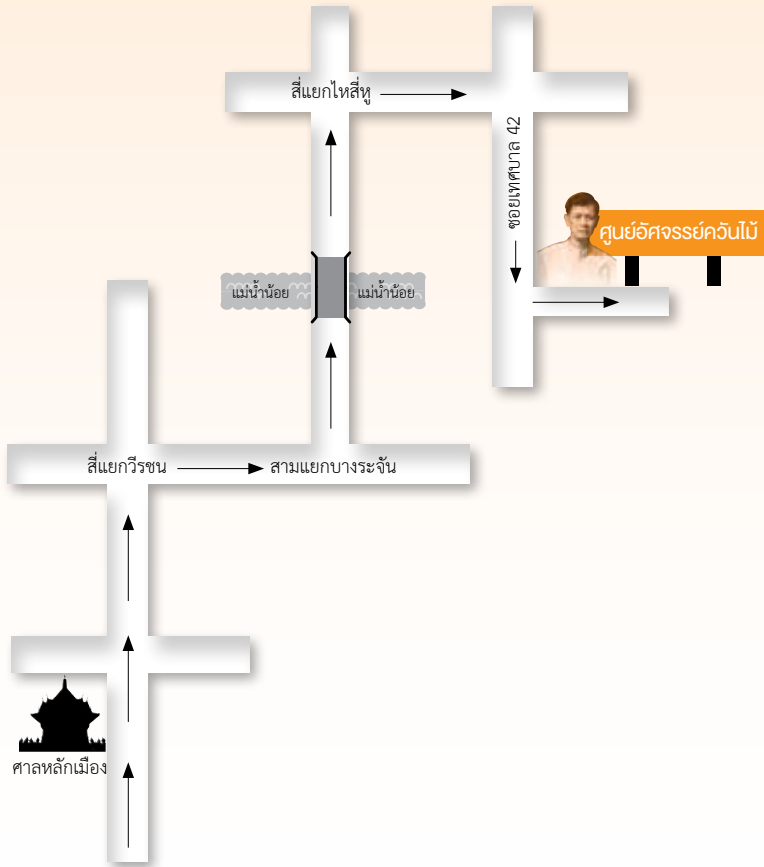 สี่แยกไหสี่หู
ซอยเทศบาล 42
ศูนย์อัศจรรย์ควันไม้
แม่น้ำน้อย
แม่น้ำน้อย
สี่แยกวีรชน
สามแยกบางระจัน
ศาลหลักเมือง